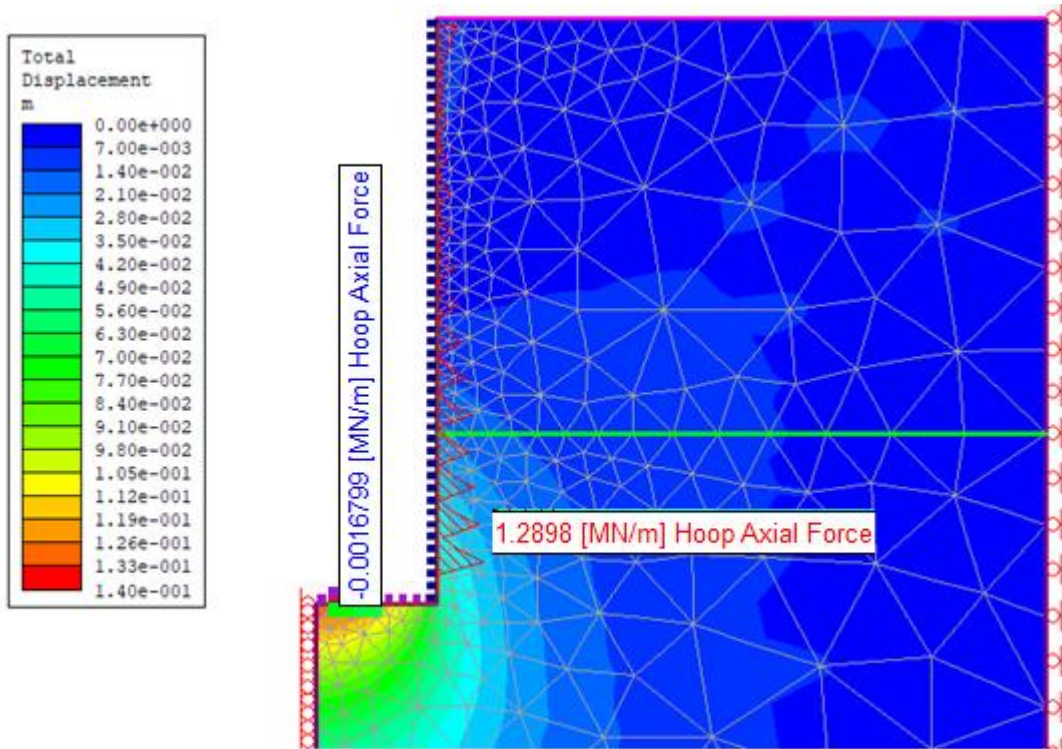 Total
Displacement
m
0.00e+000
7.00e-003
1.40e-002
2.10e-002
2.80e-002
3.50e-002
4.20e-002
4.90e-002
5.60e-002
6.30e-002
7.00e-002
7.70e-002
8.40e-002
9.10e-002
9.80e-002
1.05e-001
1.12e-001
1.19e-001
1.26e-001
1.33e-001
1.40e-001
-0.0016799 [MN/m] Hoop Axial Force
1.2898 [MN/m] Hoop Axial Force